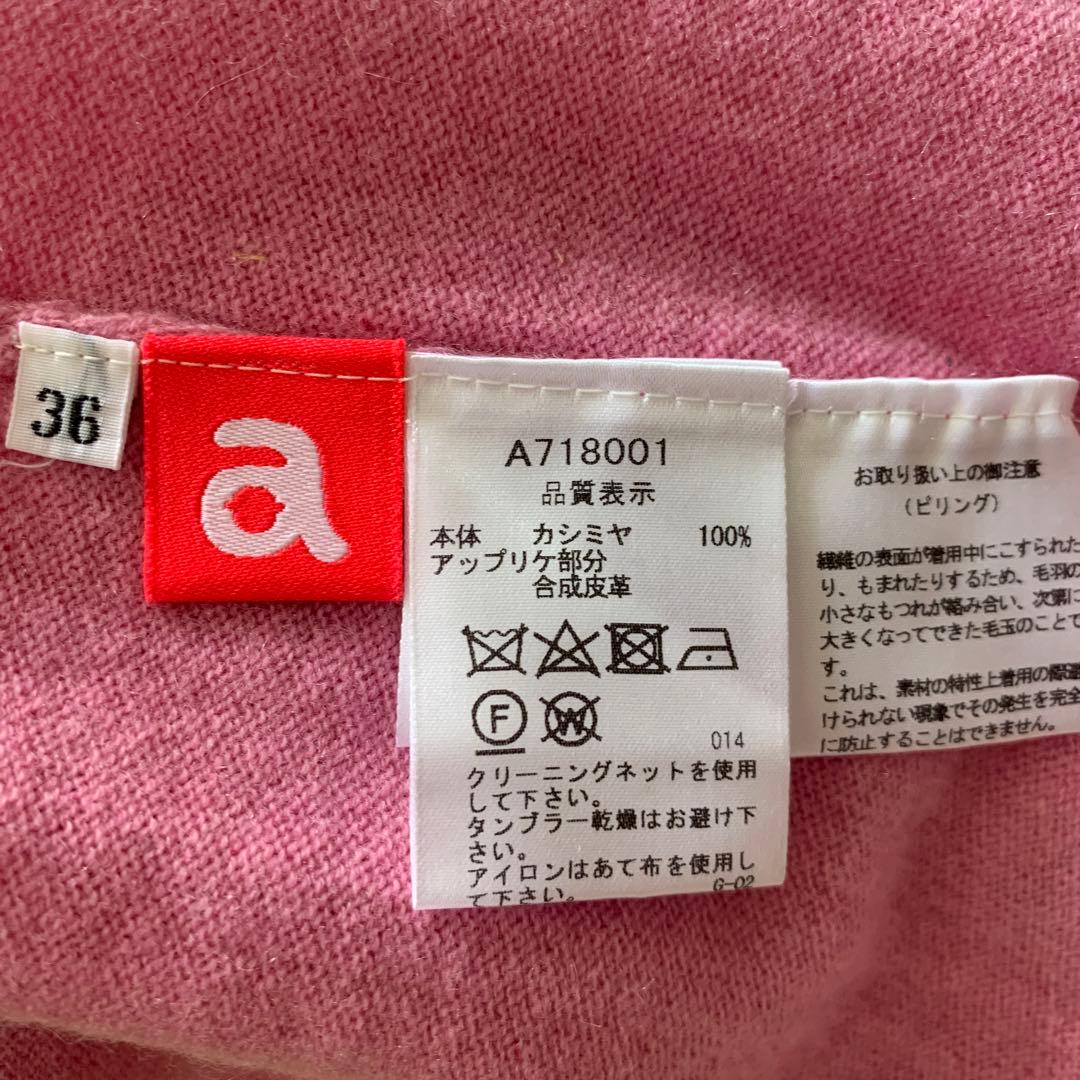 36
a
A718001
品質表示
本体 カシミヤ 100%
アップリケ部分
合成皮革
F W
014
クリーニングネットを使用
して下さい。
タンブラー乾燥はお避け下
さい。
アイロンはあて布を使用し
て下さい。
G-02
お取り扱い上の御注意
(ピリング)
繊維の表面が着用中にこすられた
り、もまれたりするため、毛羽の
小さなもつれが絡み合い、次第に
大きくなってできた毛玉のことで
す。
これは、素材の特性上着用の際避
けられない現象でその発生を完全
に防止することはできません。